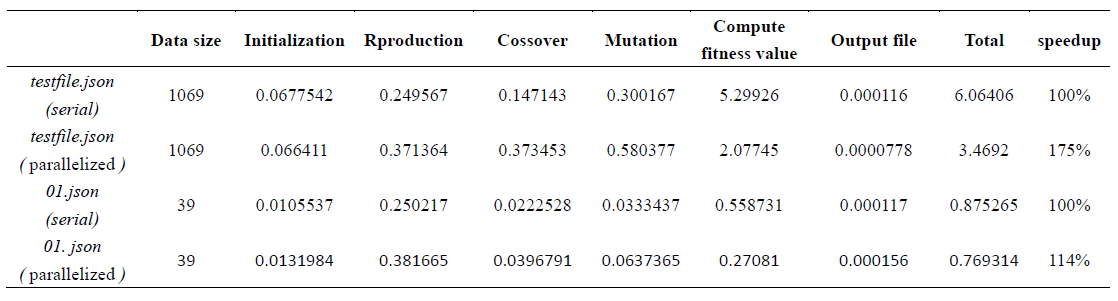 Data size Initialization Rproduction Cossover Mutation Compute fitness value Output file Total speedup
testfile.json
(serial) 1069 0.0677542 0.249567 0.147143 0.300167 5.29926 0.000116 6.06406 100%
testfile.json
( parallelized ) 1069 0.066411 0.371364 0.373453 0.580377 2.07745 0.0000778 3.4692 175%
01.json
(serial) 39 0.0105537 0.250217 0.0222528 0.0333437 0.558731 0.000117 0.875265 100%
01. json
( parallelized ) 39 0.0131984 0.381665 0.0396791 0.0637365 0.27081 0.000156 0.769314 114%